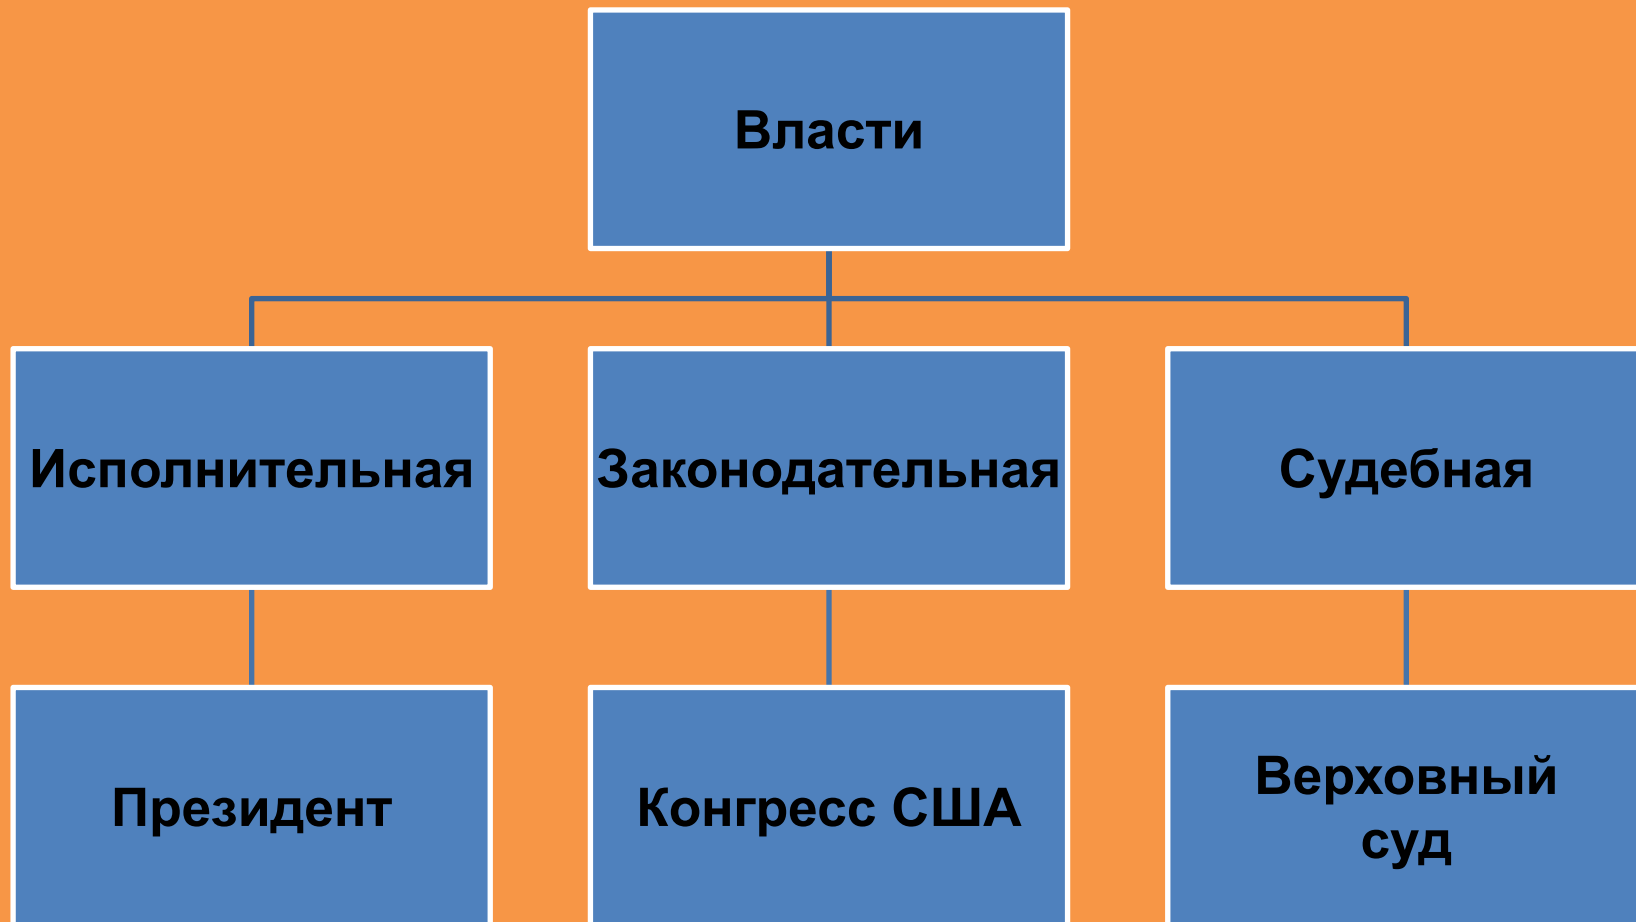 Власти
Исполнительная
Законодательная
Судебная
Президент
Конгресс США
Верховный
суд